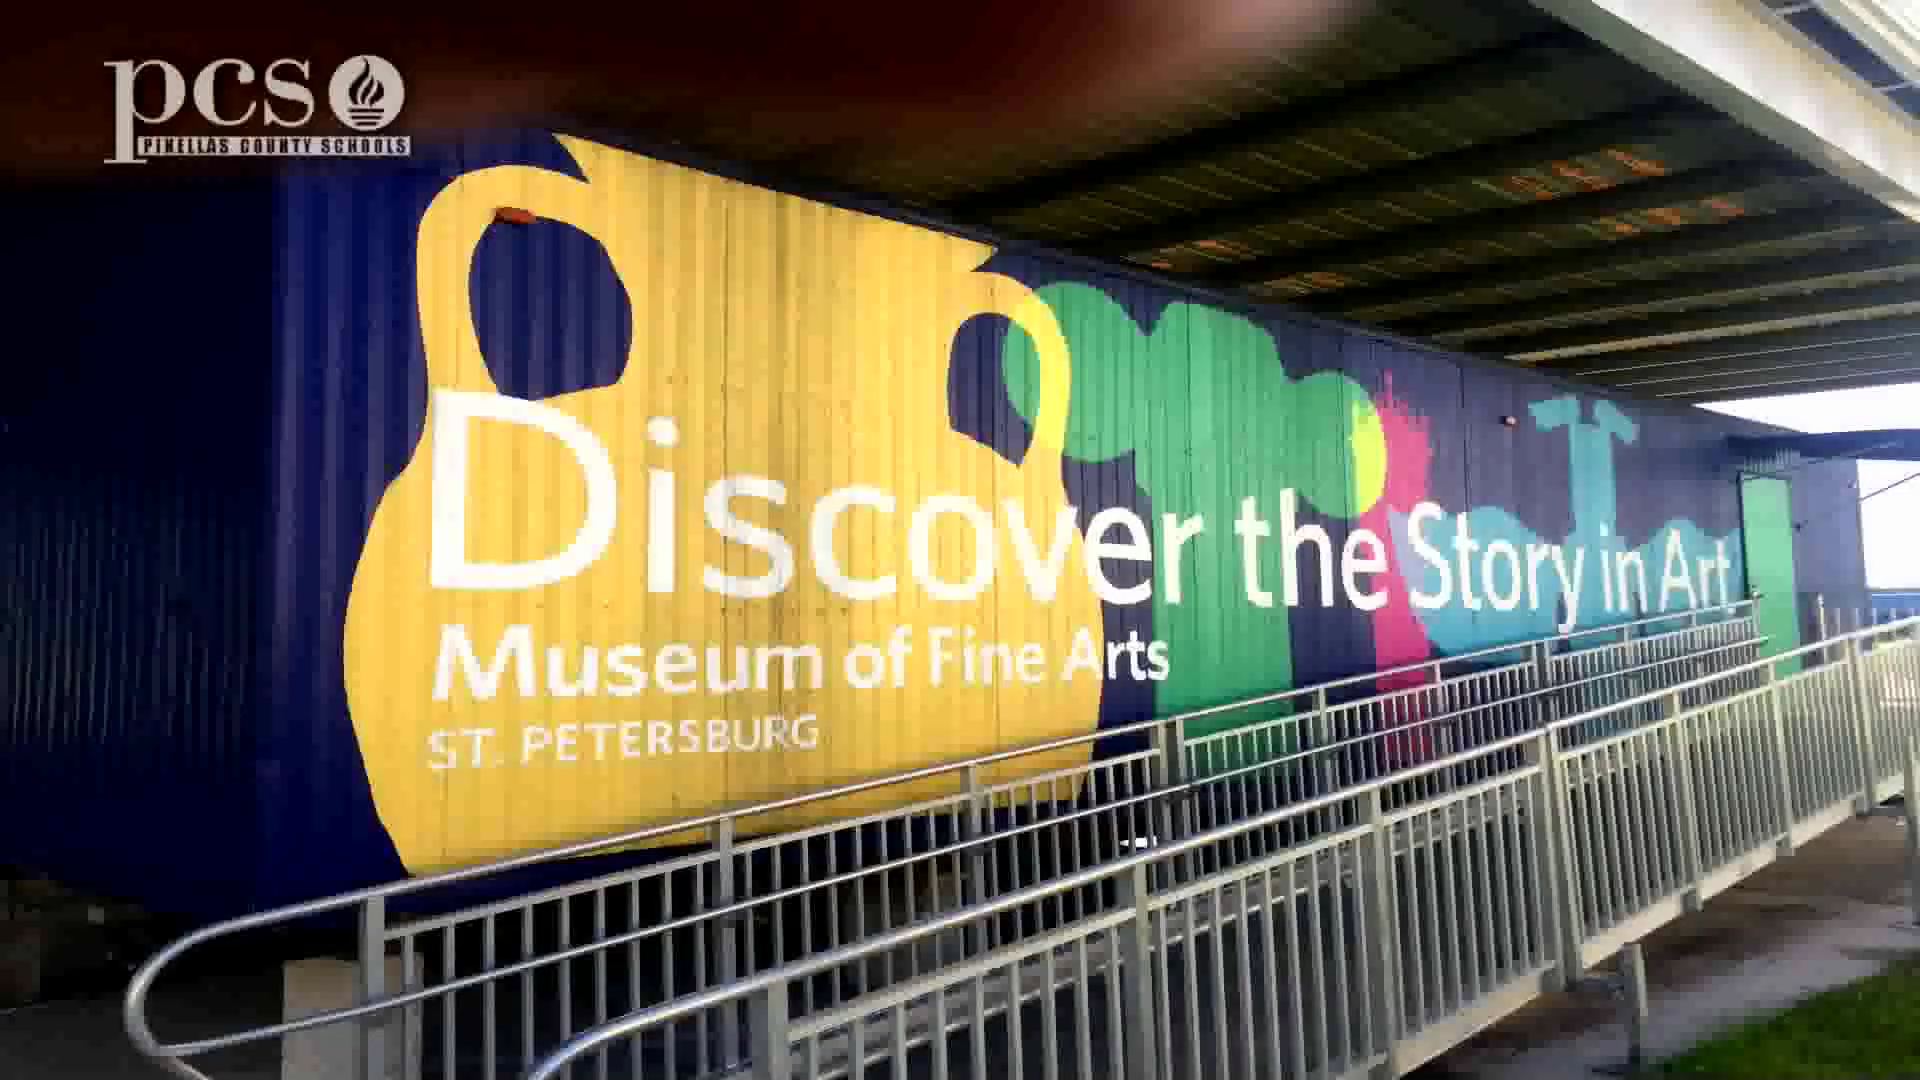 pcs
PINELLAS COUNTY SCHOOLS
Discover the Story in Art
Museum of Fine Arts
ST. PETERSBURG